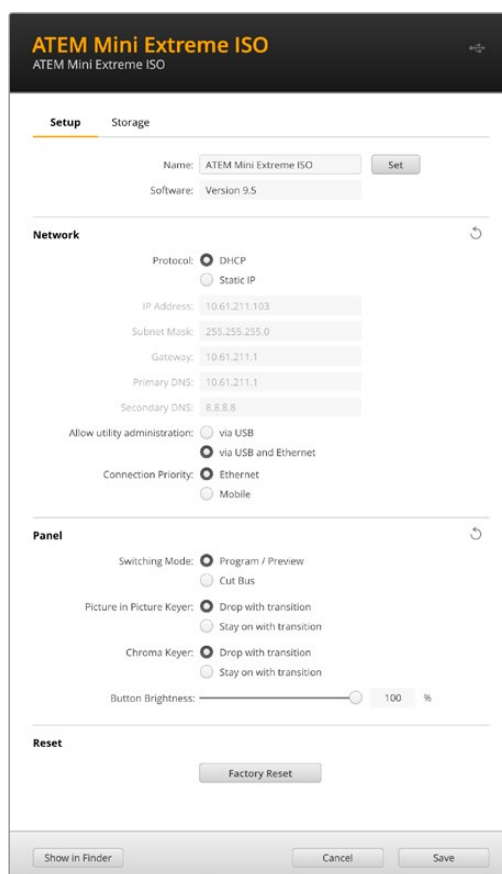 ATEM Mini Extreme ISO
ATEM Mini Extreme ISO
Setup Storage
Name: ATEM Mini Extreme ISO Set
Software: Version 9.5
Network
Protocol: DHCP
Static IP
IP Address: 10.61.211.103
Subnet Mask: 255.255.255.0
Gateway: 10.61.211.1
Primary DNS: 10.61.211.1
Secondary DNS: 8.8.8.8
Allow utility administration: via USB
via USB and Ethernet
Connection Priority: Ethernet
Mobile
Panel
Switching Mode: Program / Preview
Cut Bus
Picture in Picture Keyer: Drop with transition
Stay on with transition
Chroma Keyer: Drop with transition
Stay on with transition
Button Brightness: 100 %
Reset
Factory Reset
Show in Finder Cancel Save